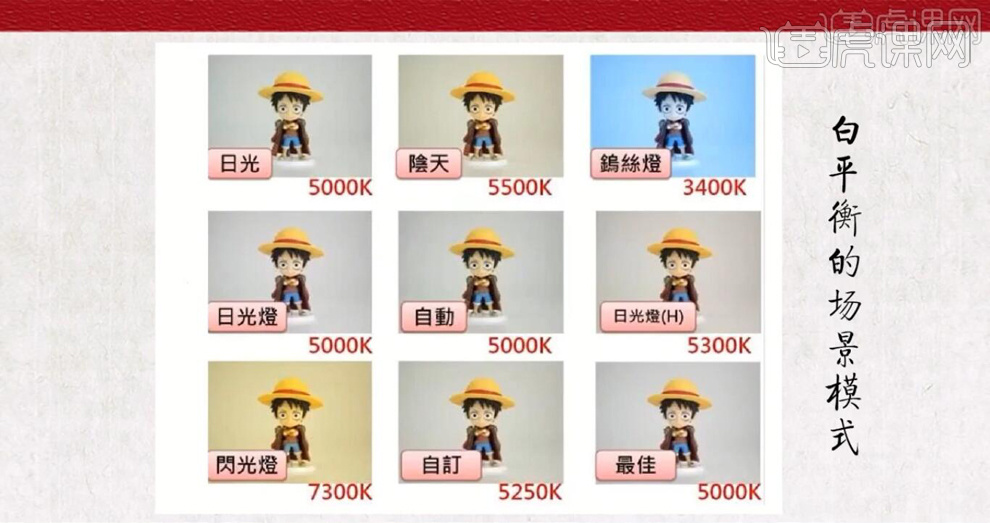 虎课网
日光
5000K
陰天
5500K
鎢絲燈
3400K
日光燈
5000K
自動
5000K
日光燈(H)
5300K
閃光燈
7300K
自訂
5250K
最佳
5000K
白平衡的场景模式